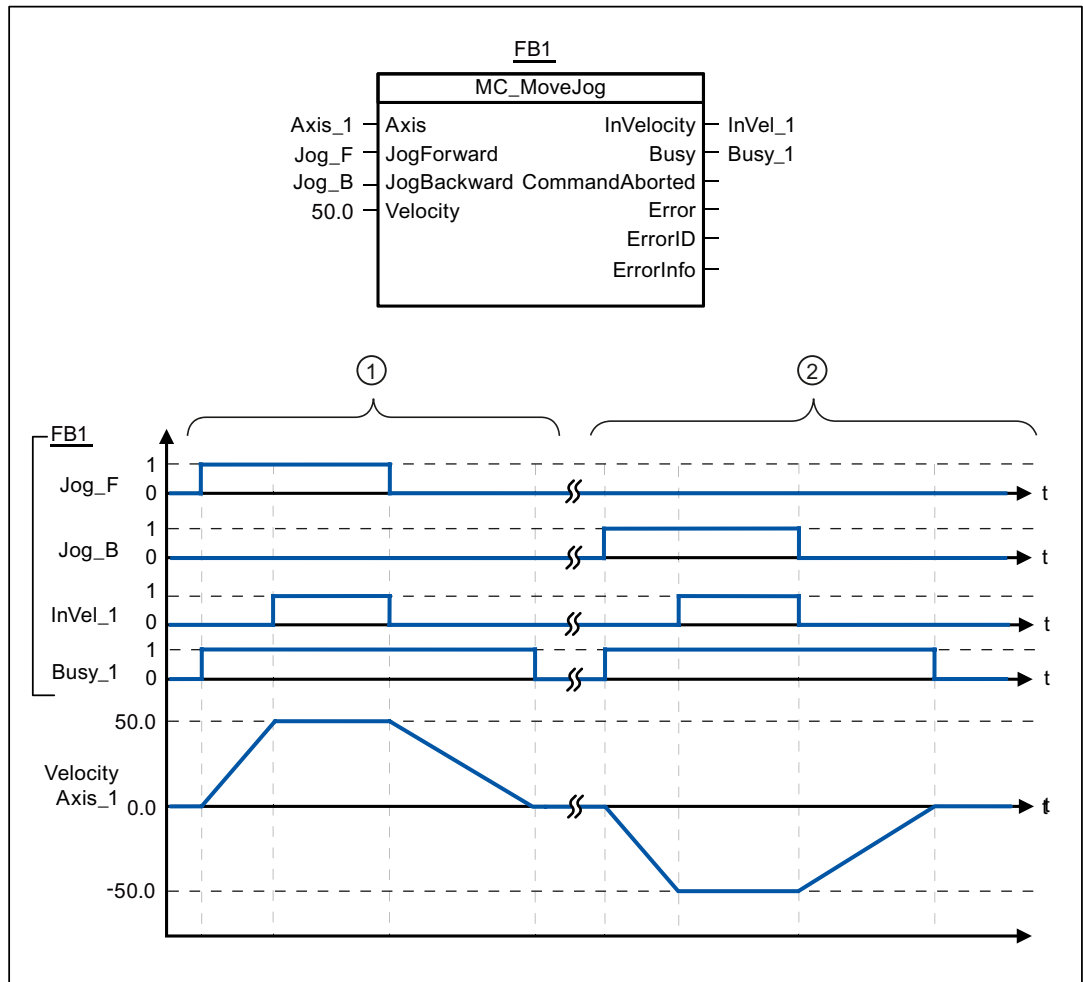 FB1
MC_MoveJog
Axis_1 Axis InVelocity InVel_1
Jog_F JogForward Busy Busy_1
Jog_B JogBackward CommandAborted
50.0 Velocity Error
ErrorID
ErrorInfo
1 2
FB1
1
Jog_F 0 t
1
Jog_B 0 t
1
InVel_1 0 t
1
Busy_1 0 t
50.0
Velocity
Axis_1 0.0 t
-50.0